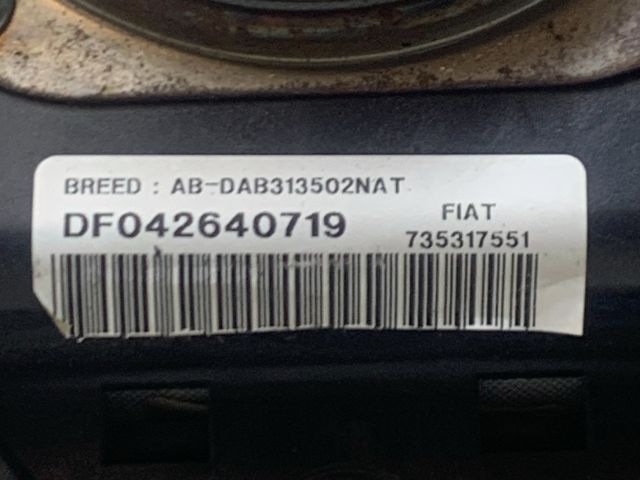 BREED : AB-DAB313502NAT
DF042640719
FIAT
735317551